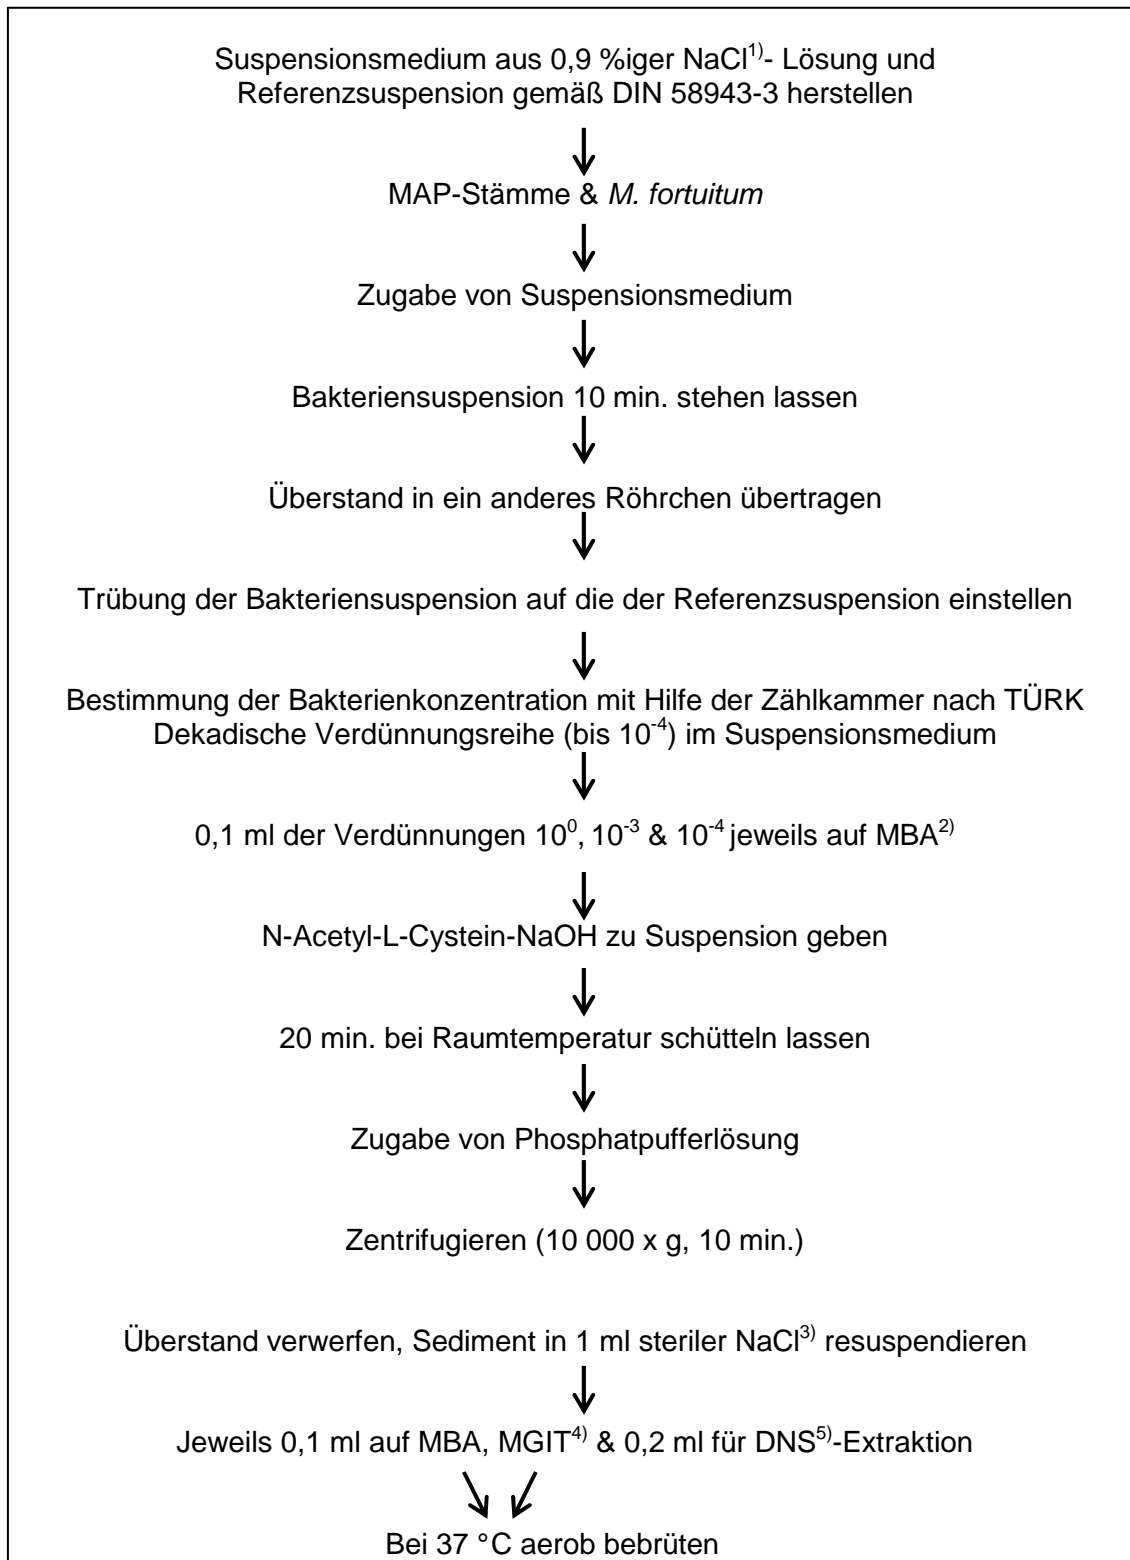 Suspensionsmedium aus 0,9 %iger NaCl¹⁾- Lösung und
Referenzsuspension gemäß DIN 58943-3 herstellen
MAP-Stämme & M. fortuitum
Zugabe von Suspensionsmedium
Bakteriensuspension 10 min. stehen lassen
Überstand in ein anderes Röhrchen übertragen
Trübung der Bakteriensuspension auf die der Referenzsuspension einstellen
Bestimmung der Bakterienkonzentration mit Hilfe der Zählkammer nach TÜRK
Dekadische Verdünnungsreihe (bis 10⁻⁴) im Suspensionsmedium
0,1 ml der Verdünnungen 10⁰, 10⁻³ & 10⁻⁴ jeweils auf MBA²⁾
N-Acetyl-L-Cystein-NaOH zu Suspension geben
20 min. bei Raumtemperatur schütteln lassen
Zugabe von Phosphatpufferlösung
Zentrifugieren (10 000 x g, 10 min.)
Überstand verwerfen, Sediment in 1 ml steriler NaCl³⁾ resuspendieren
Jeweils 0,1 ml auf MBA, MGIT⁴⁾ & 0,2 ml für DNS⁵⁾-Extraktion
Bei 37 °C aerob bebrüten